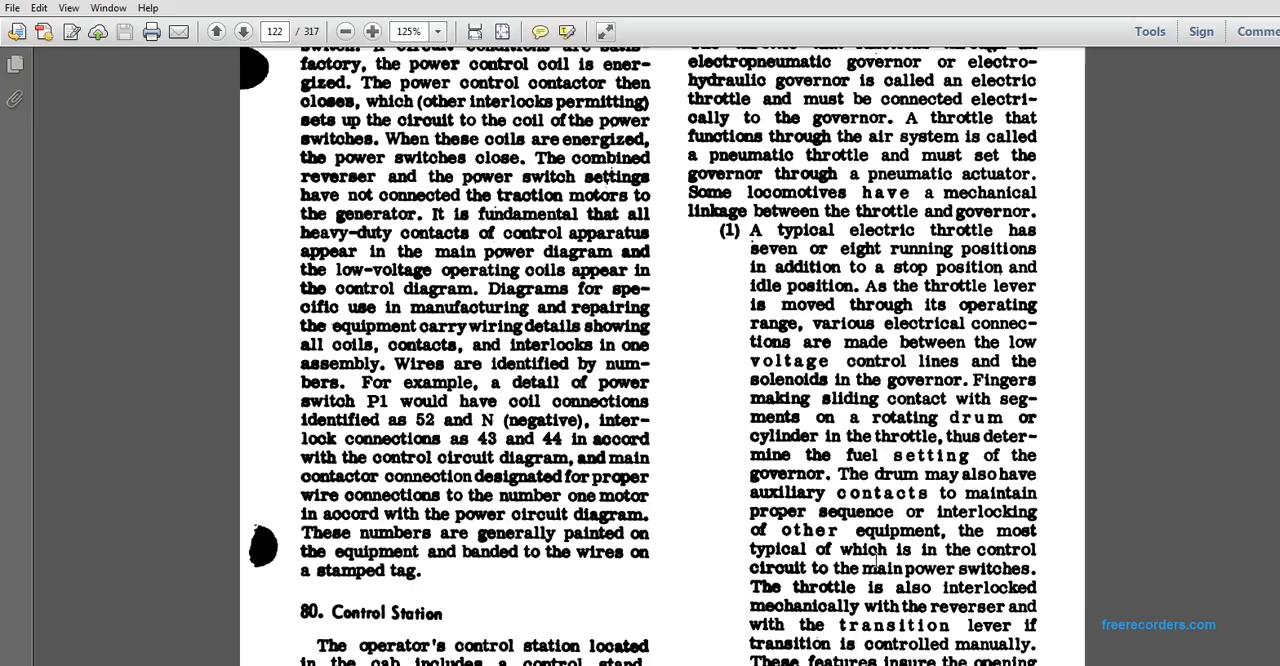 File Edit View Window Help
122 / 317 125% Tools Sign Comme
factory, the power control coil is ener-
gized. The power control contactor then
closes, which (other interlocks permitting)
sets up the circuit to the coil of the power
switches. When these coils are energized,
the power switches close. The combined
reverser and the power switch settings
have not connected the traction motors to
the generator. It is fundamental that all
heavy-duty contacts of control apparatus
appear in the main power diagram and
the low-voltage operating coils appear in
the control diagram. Diagrams for spe-
cific use in manufacturing and repairing
the equipment carry wiring details showing
all coils, contacts, and interlocks in one
assembly. Wires are identified by num-
bers. For example, a detail of power
switch P1 would have coil connections
identified as 52 and N (negative), inter-
lock connections as 43 and 44 in accord
with the control circuit diagram, and main
contactor connection designated for proper
wire connections to the number one motor
in accord with the power circuit diagram.
These numbers are generally painted on
the equipment and banded to the wires on
a stamped tag.
80. Control Station
The operator's control station located
in the cab includes a control stand
electropneumatic governor or electro-
hydraulic governor is called an electric
throttle and must be connected electri-
cally to the governor. A throttle that
functions through the air system is called
a pneumatic throttle and must set the
governor through a pneumatic actuator.
Some locomotives have a mechanical
linkage between the throttle and governor.
(1) A typical electric throttle has
seven or eight running positions
in addition to a stop position and
idle position. As the throttle lever
is moved through its operating
range, various electrical connec-
tions are made between the low
voltage control lines and the
solenoids in the governor. Fingers
making sliding contact with seg-
ments on a rotating drum or
cylinder in the throttle, thus deter-
mine the fuel setting of the
governor. The drum may also have
auxiliary contacts to maintain
proper sequence or interlocking
of other equipment, the most
typical of which is in the control
circuit to the main power switches.
The throttle is also interlocked
mechanically with the reverser and
with the transition lever if
transition is controlled manually.
These features insure the opening
freerecorders.com